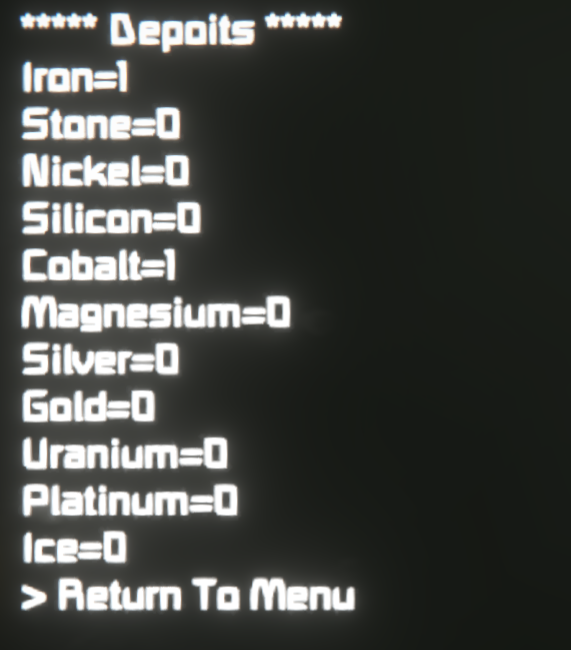 ***** Depoits *****
Iron=1
Stone=0
Nickel=0
Silicon=0
Cobalt=1
Magnesium=0
Silver=0
Gold=0
Uranium=0
Platinum=0
Ice=0
> Return To Menu